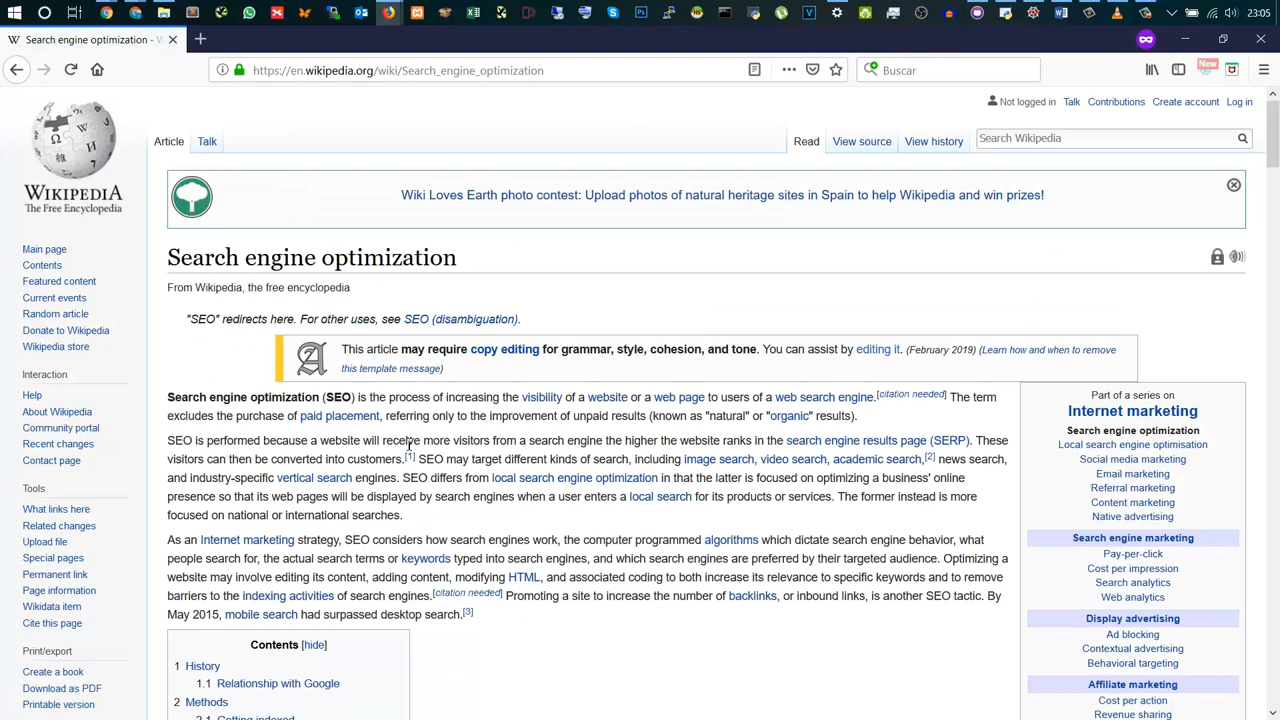 23:05
Search engine optimization - W
https://en.wikipedia.org/wiki/Search_engine_optimization
Buscar
New
Not logged in Talk Contributions Create account Log in
Article Talk
Read View source View history
Search Wikipedia
WIKIPEDIA
The Free Encyclopedia
Wiki Loves Earth photo contest: Upload photos of natural heritage sites in Spain to help Wikipedia and win prizes!
Main page
Contents
Featured content
Current events
Random article
Donate to Wikipedia
Wikipedia store
Interaction
Help
About Wikipedia
Community portal
Recent changes
Contact page
Tools
What links here
Related changes
Upload file
Special pages
Permanent link
Page information
Wikidata item
Cite this page
Print/export
Create a book
Download as PDF
Printable version
Search engine optimization
From Wikipedia, the free encyclopedia
"SEO" redirects here. For other uses, see SEO (disambiguation).
This article may require copy editing for grammar, style, cohesion, and tone. You can assist by editing it. (February 2019) (Learn how and when to remove
this template message)
Search engine optimization (SEO) is the process of increasing the visibility of a website or a web page to users of a web search engine.[citation needed] The term
excludes the purchase of paid placement, referring only to the improvement of unpaid results (known as "natural" or "organic" results).
SEO is performed because a website will receive more visitors from a search engine the higher the website ranks in the search engine results page (SERP). These
visitors can then be converted into customers.[1] SEO may target different kinds of search, including image search, video search, academic search,[2] news search,
and industry-specific vertical search engines. SEO differs from local search engine optimization in that the latter is focused on optimizing a business' online
presence so that its web pages will be displayed by search engines when a user enters a local search for its products or services. The former instead is more
focused on national or international searches.
As an Internet marketing strategy, SEO considers how search engines work, the computer programmed algorithms which dictate search engine behavior, what
people search for, the actual search terms or keywords typed into search engines, and which search engines are preferred by their targeted audience. Optimizing a
website may involve editing its content, adding content, modifying HTML, and associated coding to both increase its relevance to specific keywords and to remove
barriers to the indexing activities of search engines.[citation needed] Promoting a site to increase the number of backlinks, or inbound links, is another SEO tactic. By
May 2015, mobile search had surpassed desktop search.[3]
Contents [hide]
1 History
1.1 Relationship with Google
2 Methods
2.1 Getting indexed
Part of a series on
Internet marketing
Search engine optimization
Local search engine optimisation
Social media marketing
Email marketing
Referral marketing
Content marketing
Native advertising
Search engine marketing
Pay-per-click
Cost per impression
Search analytics
Web analytics
Display advertising
Ad blocking
Contextual advertising
Behavioral targeting
Affiliate marketing
Cost per action
Revenue sharing